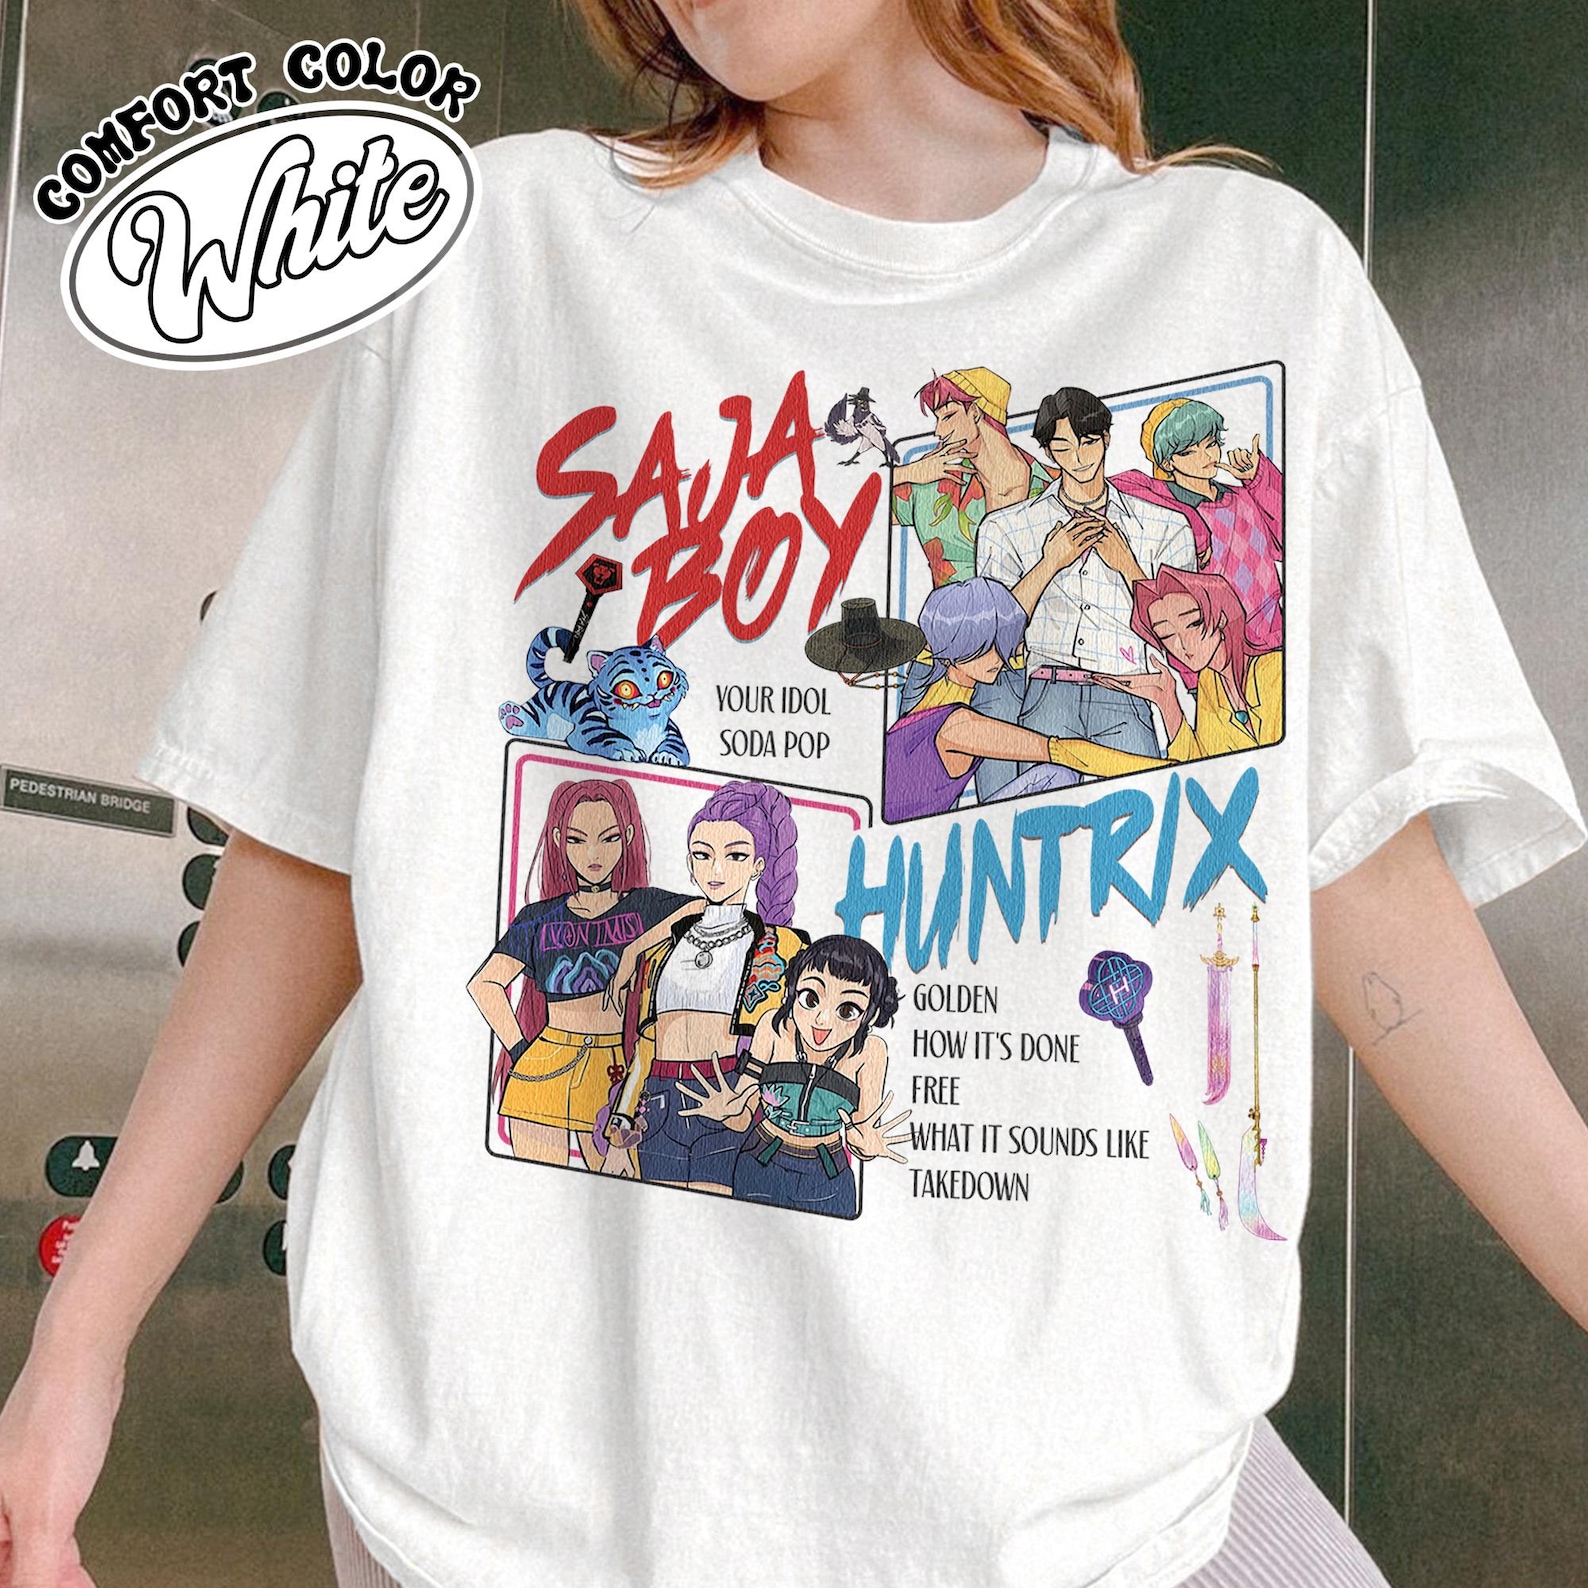 COMFORT COLOR
White
SAJA
BOY
YOUR IDOL
SODA POP
PEDESTRIAN BRIDGE
HUNTRIX
GOLDEN
HOW IT'S DONE
FREE
WHAT IT SOUNDS LIKE
TAKEDOWN
H